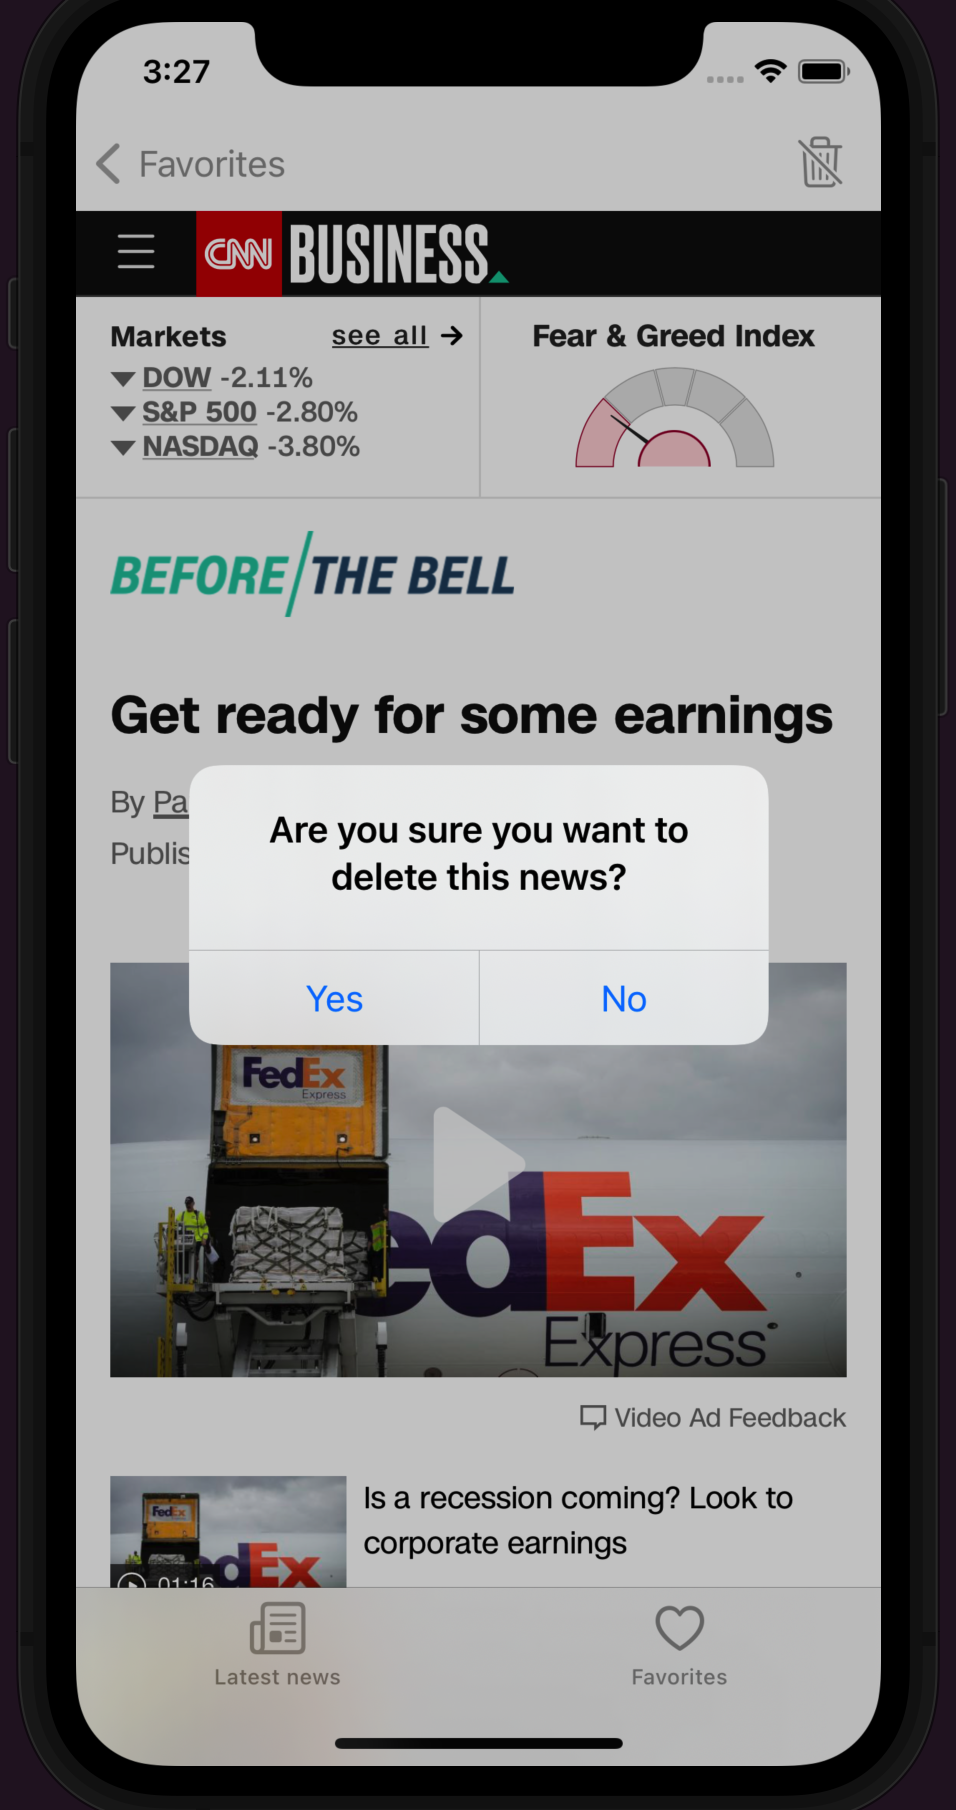 3:27
Favorites
CNN BUSINESS
Markets see all →
DOW -2.11%
S&P 500 -2.80%
NASDAQ -3.80%
Fear & Greed Index
BEFORE/THE BELL
Get ready for some earnings
By Pa
Publis
Are you sure you want to
delete this news?
Yes No
FedEx
Express
edEx
Express
Video Ad Feedback
FedEx
dEx
01:16
Is a recession coming? Look to
corporate earnings
Latest news
Favorites